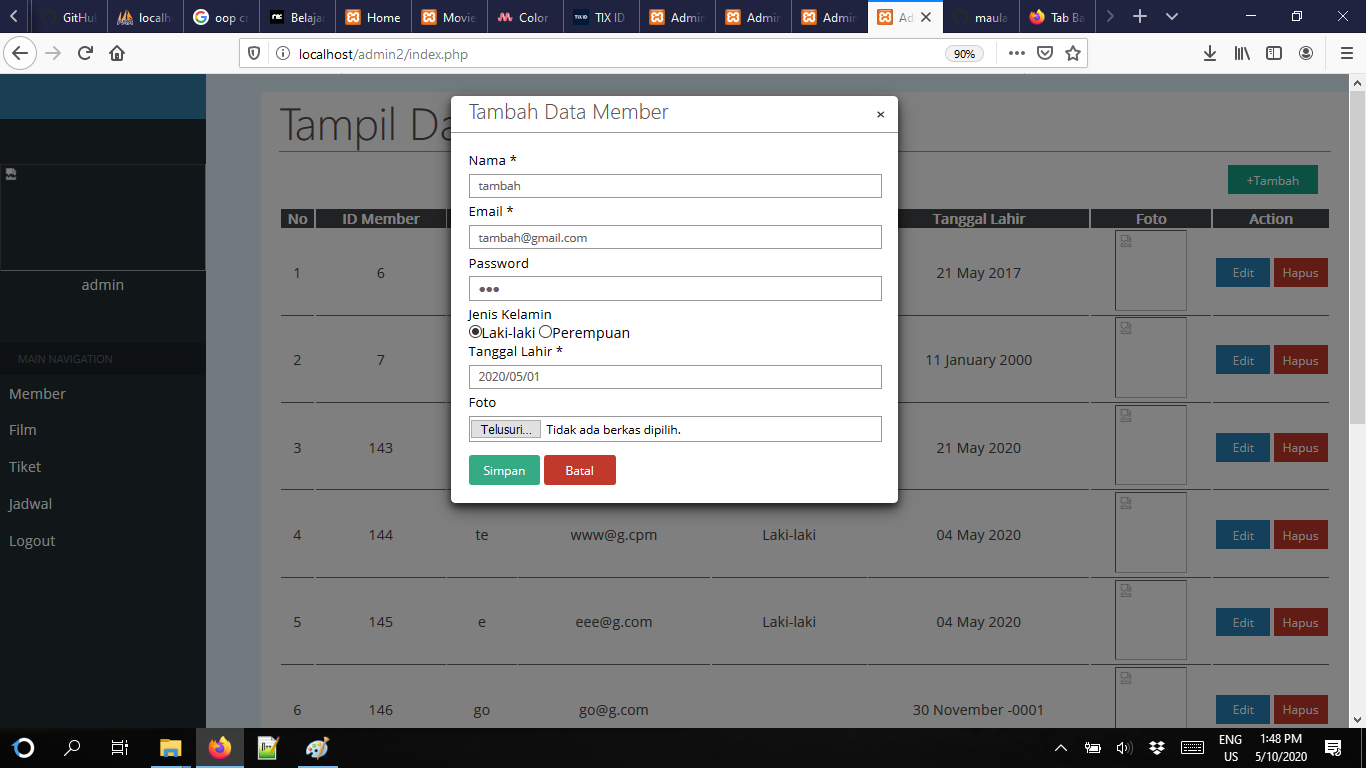 GitHul
localh
oop cr
Belajar
Home
Movie
Color
TIX ID
Admin
Admin
Admin
Ad
maula
Tab Ba
localhost/admin2/index.php
90%
Tampil Da
Tambah Data Member
×
Nama *
tambah
Email *
tambah@gmail.com
Password
Jenis Kelamin
Laki-laki Perempuan
Tanggal Lahir *
2020/05/01
Foto
Telusuri... Tidak ada berkas dipilih.
Simpan Batal
+Tambah
admin
MAIN NAVIGATION
Member
Film
Tiket
Jadwal
Logout
No ID Member Tanggal Lahir Foto Action
1 6 21 May 2017 Edit Hapus
2 7 11 January 2000 Edit Hapus
3 143 21 May 2020 Edit Hapus
4 144 te www@g.cpm Laki-laki 04 May 2020 Edit Hapus
5 145 e eee@g.com Laki-laki 04 May 2020 Edit Hapus
6 146 go go@g.com 30 November -0001 Edit Hapus
ENG
US
1:48 PM
5/10/2020